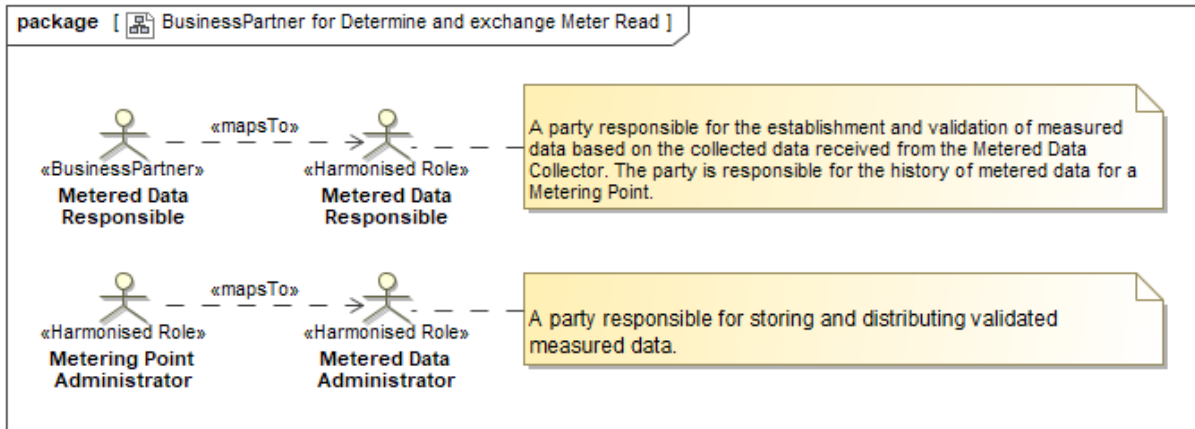 package [ BusinessPartner for Determine and exchange Meter Read ]
«mapsTo»
«BusinessPartner»
Metered Data
Responsible
«Harmonised Role»
Metered Data
Responsible
A party responsible for the establishment and validation of measured
data based on the collected data received from the Metered Data
Collector. The party is responsible for the history of metered data for a
Metering Point.
«mapsTo»
«Harmonised Role»
Metering Point
Administrator
«Harmonised Role»
Metered Data
Administrator
A party responsible for storing and distributing validated
measured data.